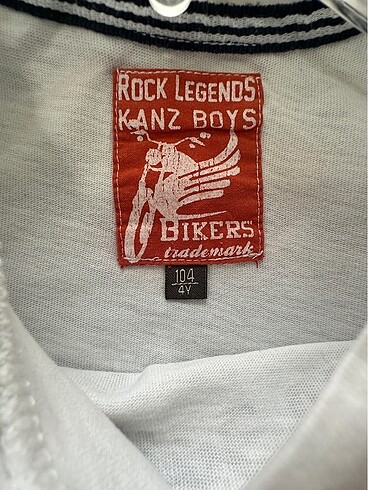 ROCK LEGENDS
KANZ BOYS
BIKERS
trademark
104
4Y